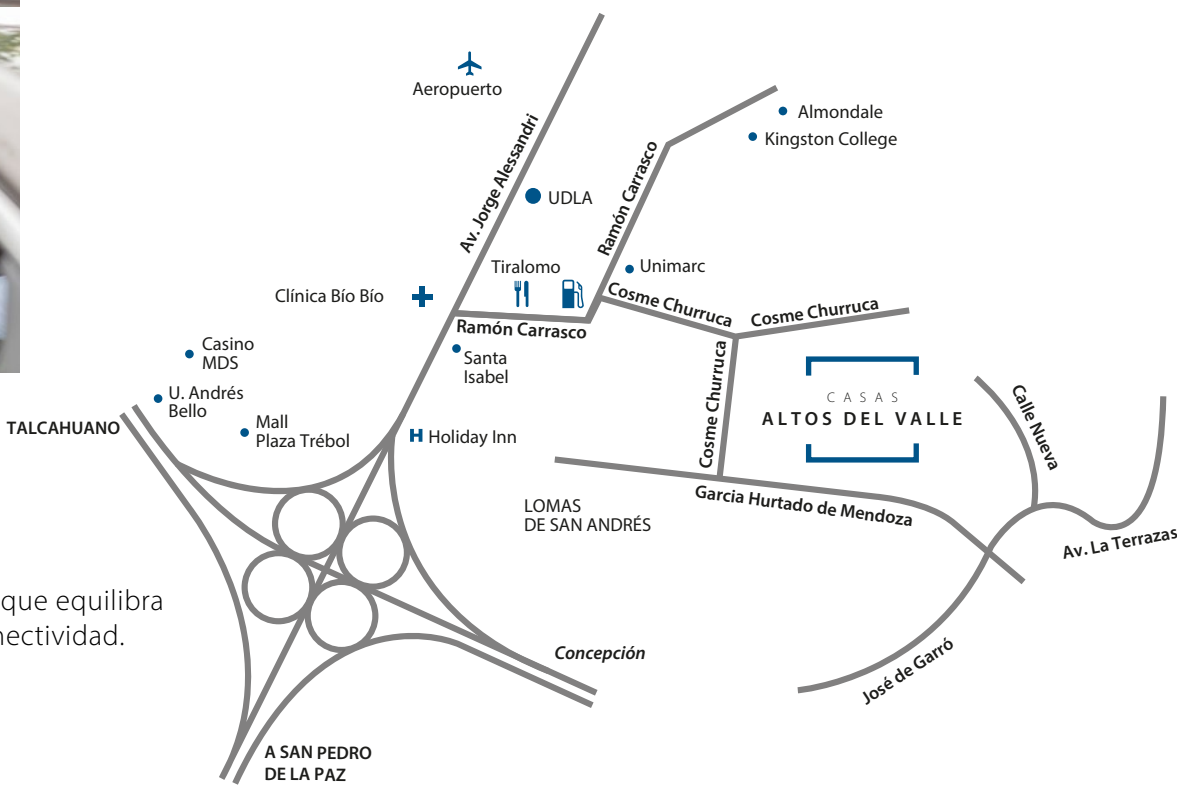 Aeropuerto
Av. Jorge Alessandri
Ramón Carrasco
Almondale
Kingston College
UDLA
Tiralomo
Unimarc
Clínica Bío Bío
Cosme Churruca
Cosme Churruca
Ramón Carrasco
Santa
Isabel
Casino
MDS
U. Andrés
Bello
Mall
Plaza Trébol
TALCAHUANO
H Holiday Inn
Cosme Churruca
CASAS
ALTOS DEL VALLE
Calle Nueva
LOMAS
DE SAN ANDRÉS
Garcia Hurtado de Mendoza
Av. La Terrazas
que equilibra
nectividad.
Concepción
José de Garró
A SAN PEDRO
DE LA PAZ